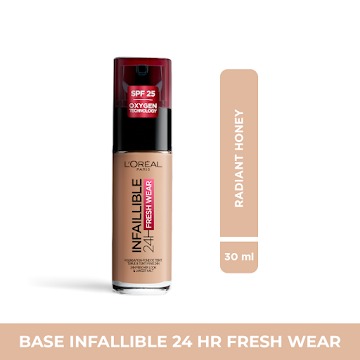 SPF 25
OXYGEN
TECHNOLOGY
L'ORÉAL
PARIS
INFAILLIBLE
24H FRESH WEAR
RADIANT HONEY
30 ml
BASE INFALLIBLE 24 HR FRESH WEAR